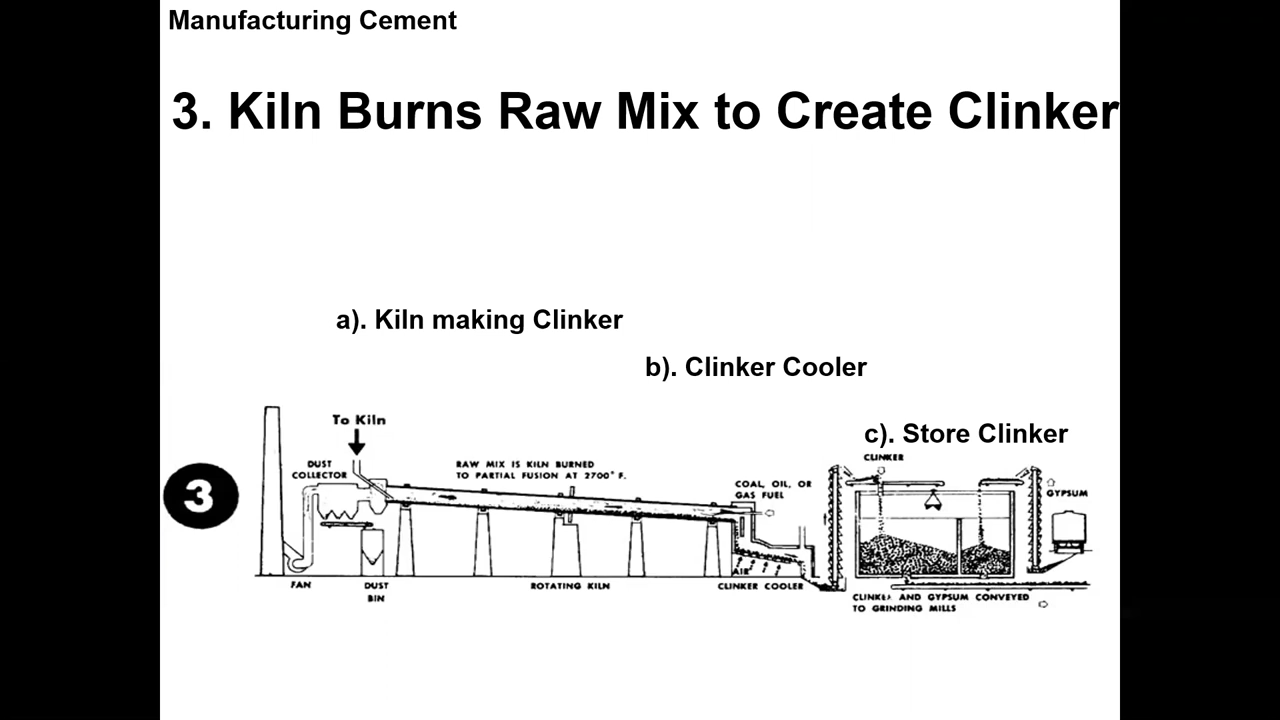 Manufacturing Cement
3. Kiln Burns Raw Mix to Create Clinker
a). Kiln making Clinker
b). Clinker Cooler
c). Store Clinker
To Kiln
DUST
COLLECTOR
RAW MIX IS KILN BURNED
TO PARTIAL FUSION AT 2700° F.
COAL, OIL, OR
GAS FUEL
CLINKER
GYPSUM
3
AIR
FAN
DUST
BIN
ROTATING KILN
CLINKER COOLER
CLINKER AND GYPSUM CONVEYED
TO GRINDING MILLS